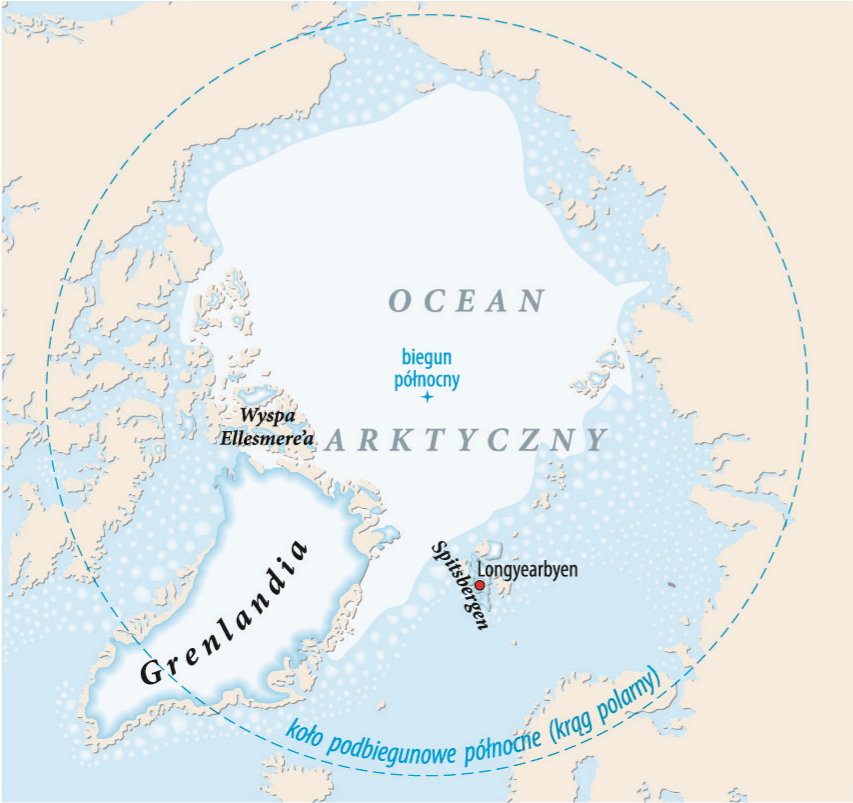 OCEAN
biegun
północny
Wyspa
Ellesmere'a
ARKTYCZNY
Spitsbergen
Longyearbyen
Grenlandia
koło podbiegunowe północne (krąg polarny)